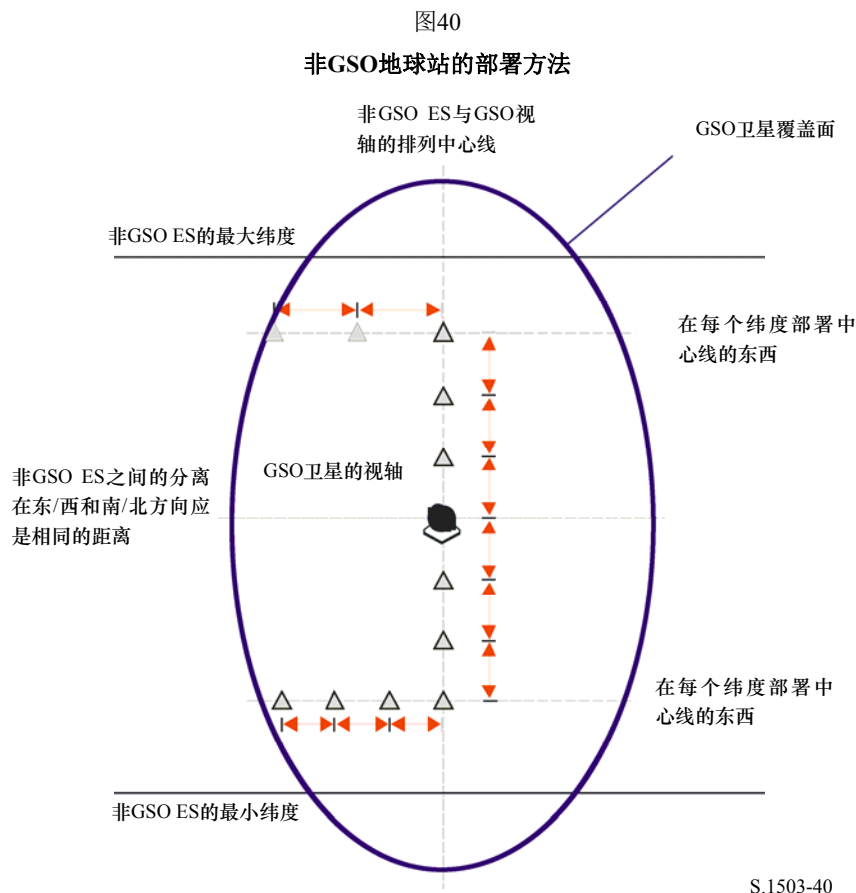 图40
非GSO地球站的部署方法
非GSO ES与GSO视
轴的排列中心线
GSO卫星覆盖面
非GSO ES的最大纬度
在每个纬度部署中
心线的东西
非GSO ES之间的分离
在东/西和南/北方向应
是相同的距离
GSO卫星的视轴
在每个纬度部署中
心线的东西
非GSO ES的最小纬度
S.1503-40